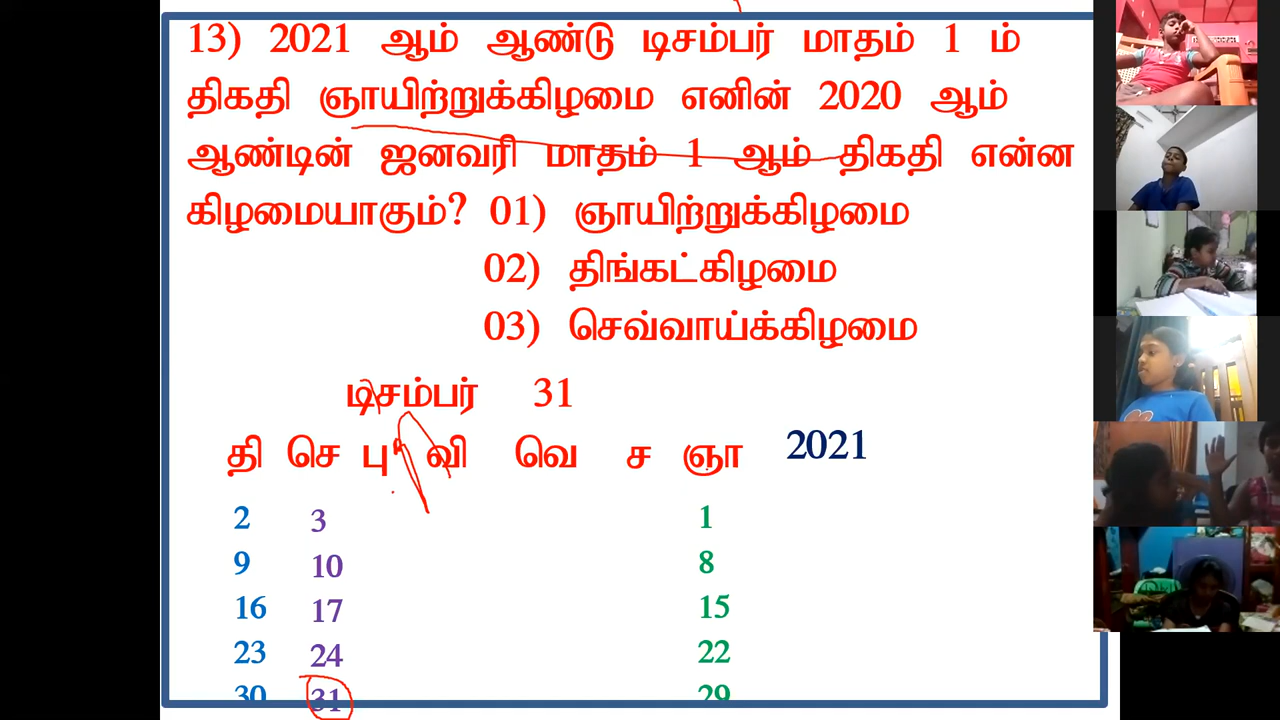 13) 2021 ஆம் ஆண்டு டிசம்பர் மாதம் 1 ம்
திகதி ஞாயிற்றுக்கிழமை எனின் 2020 ஆம்
ஆண்டின் ஜனவரி மாதம் 1 ஆம் திகதி என்ன
கிழமையாகும்? 01) ஞாயிற்றுக்கிழமை
02) திங்கட்கிழமை
03) செவ்வாய்க்கிழமை
டிசம்பர் 31
தி செ பு வி வெ ச ஞா 2021
2 3 1
9 10 8
16 17 15
23 24 22
30 31 29